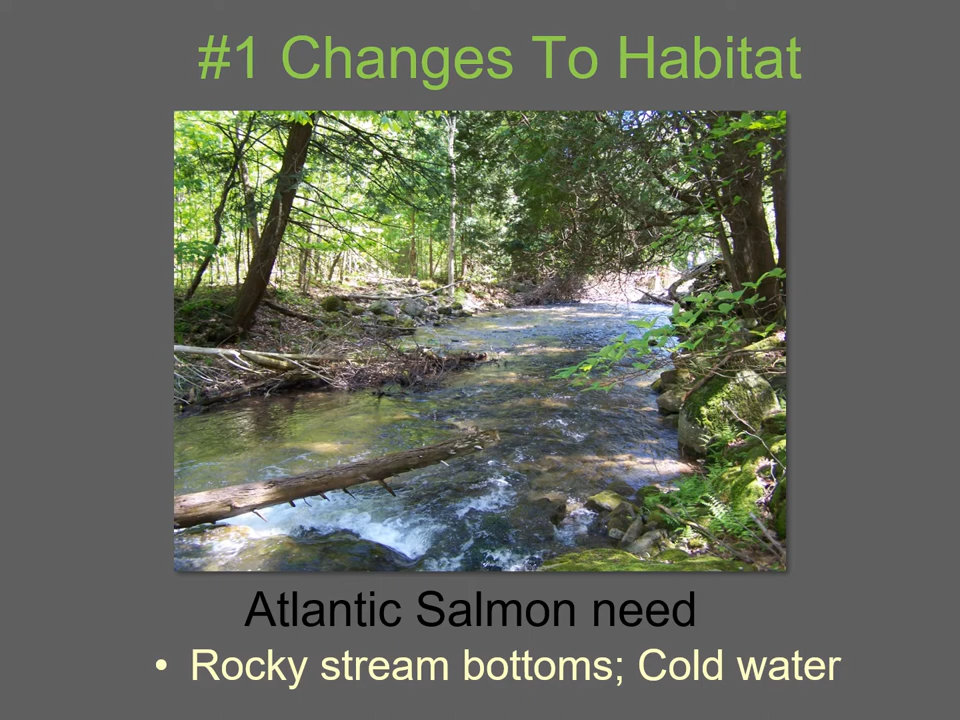 #1 Changes To Habitat
Atlantic Salmon need
• Rocky stream bottoms; Cold water